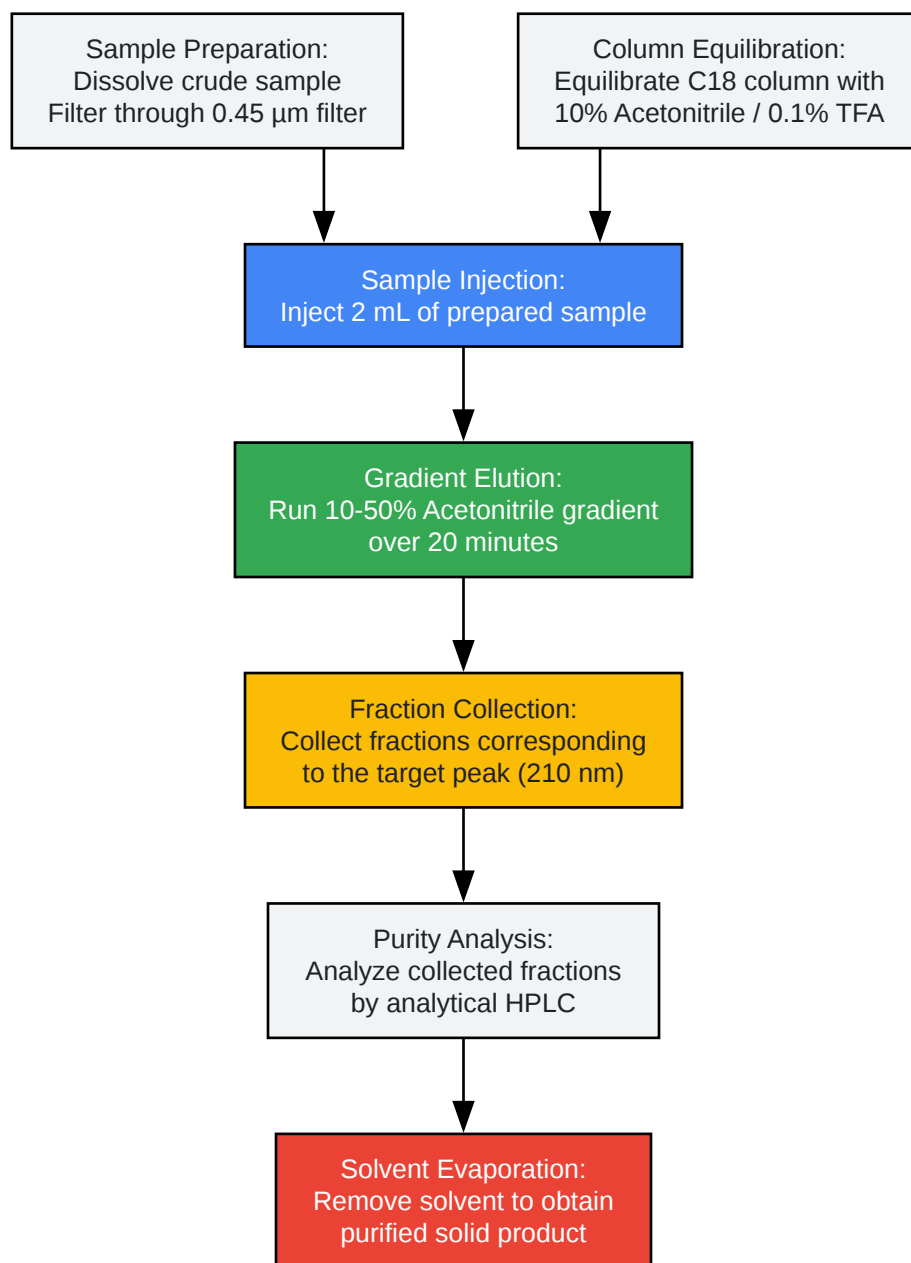 Sample Preparation:
Dissolve crude sample
Filter through 0.45 µm filter
Column Equilibration:
Equilibrate C18 column with
10% Acetonitrile / 0.1% TFA
Sample Injection:
Inject 2 mL of prepared sample
Gradient Elution:
Run 10-50% Acetonitrile gradient
over 20 minutes
Fraction Collection:
Collect fractions corresponding
to the target peak (210 nm)
Purity Analysis:
Analyze collected fractions
by analytical HPLC
Solvent Evaporation:
Remove solvent to obtain
purified solid product